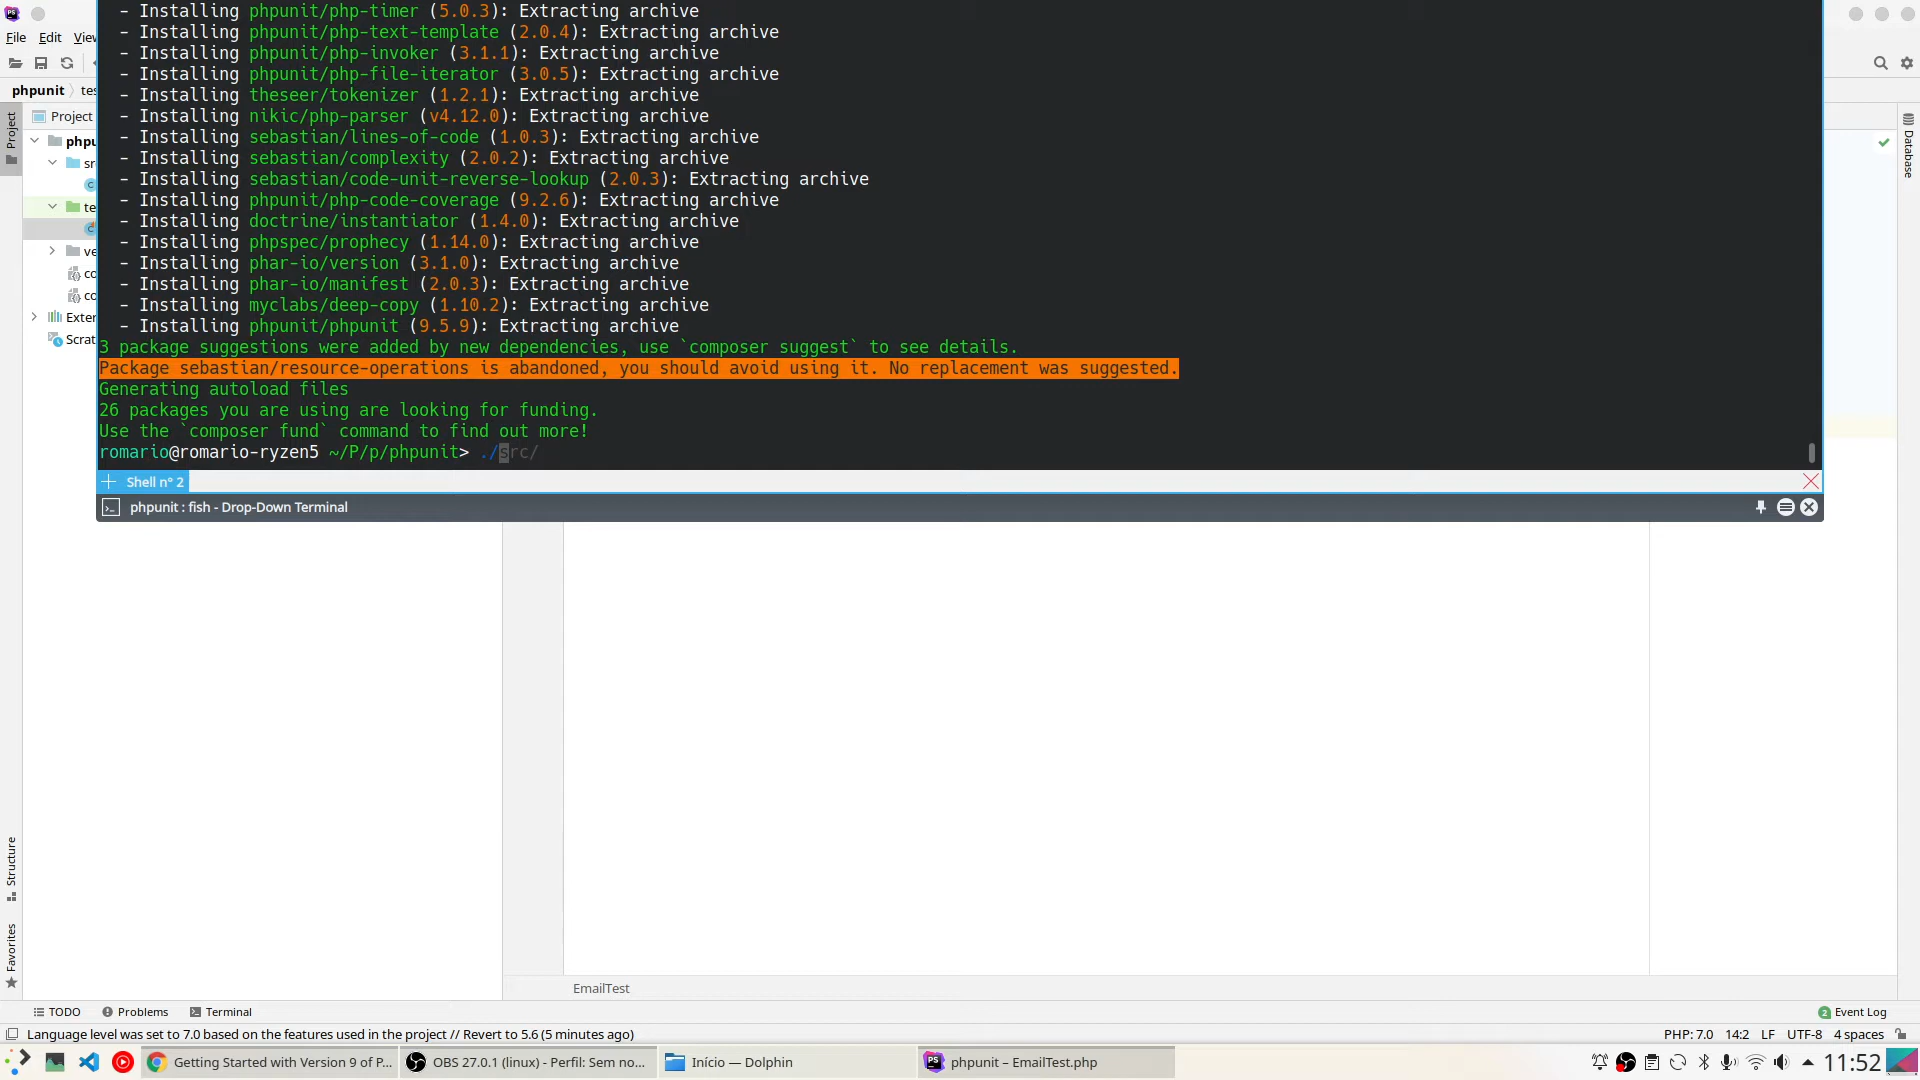 - Installing phpunit/php-timer (5.0.3): Extracting archive
- Installing phpunit/php-text-template (2.0.4): Extracting archive
- Installing phpunit/php-invoker (3.1.1): Extracting archive
- Installing phpunit/php-file-iterator (3.0.5): Extracting archive
- Installing theseer/tokenizer (1.2.1): Extracting archive
- Installing nikic/php-parser (v4.12.0): Extracting archive
- Installing sebastian/lines-of-code (1.0.3): Extracting archive
- Installing sebastian/complexity (2.0.2): Extracting archive
- Installing sebastian/code-unit-reverse-lookup (2.0.3): Extracting archive
- Installing phpunit/php-code-coverage (9.2.6): Extracting archive
- Installing doctrine/instantiator (1.4.0): Extracting archive
- Installing phpspec/prophecy (1.14.0): Extracting archive
- Installing phar-io/version (3.1.0): Extracting archive
- Installing phar-io/manifest (2.0.3): Extracting archive
- Installing myclabs/deep-copy (1.10.2): Extracting archive
- Installing phpunit/phpunit (9.5.9): Extracting archive
3 package suggestions were added by new dependencies, use `composer suggest` to see details.
Package sebastian/resource-operations is abandoned, you should avoid using it. No replacement was suggested.
Generating autoload files
26 packages you are using are looking for funding.
Use the `composer fund` command to find out more!
romario@romario-ryzen5 ~/P/p/phpunit> ./src/
Shell n° 2
phpunit : fish - Drop-Down Terminal
File Edit View
phpunit tes
Project
Project
phpu
sr
te
ve
co
co
Exter
Scrat
Database
Structure
Favorites
EmailTest
TODO Problems Terminal
2 Event Log
Language level was set to 7.0 based on the features used in the project // Revert to 5.6 (5 minutes ago)
PHP: 7.0 14:2 LF UTF-8 4 spaces
Getting Started with Version 9 of P...
OBS 27.0.1 (linux) - Perfil: Sem no...
Início — Dolphin
PS phpunit – EmailTest.php
11:52